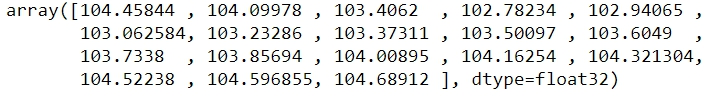 array([104.45844 , 104.09978 , 103.4062  , 102.78234 , 102.94065 ,
       103.062584, 103.23286 , 103.37311 , 103.50097 , 103.6049  ,
       103.7338  , 103.85694 , 104.00895 , 104.16254 , 104.321304,
       104.52238 , 104.596855, 104.68912 ], dtype=float32)